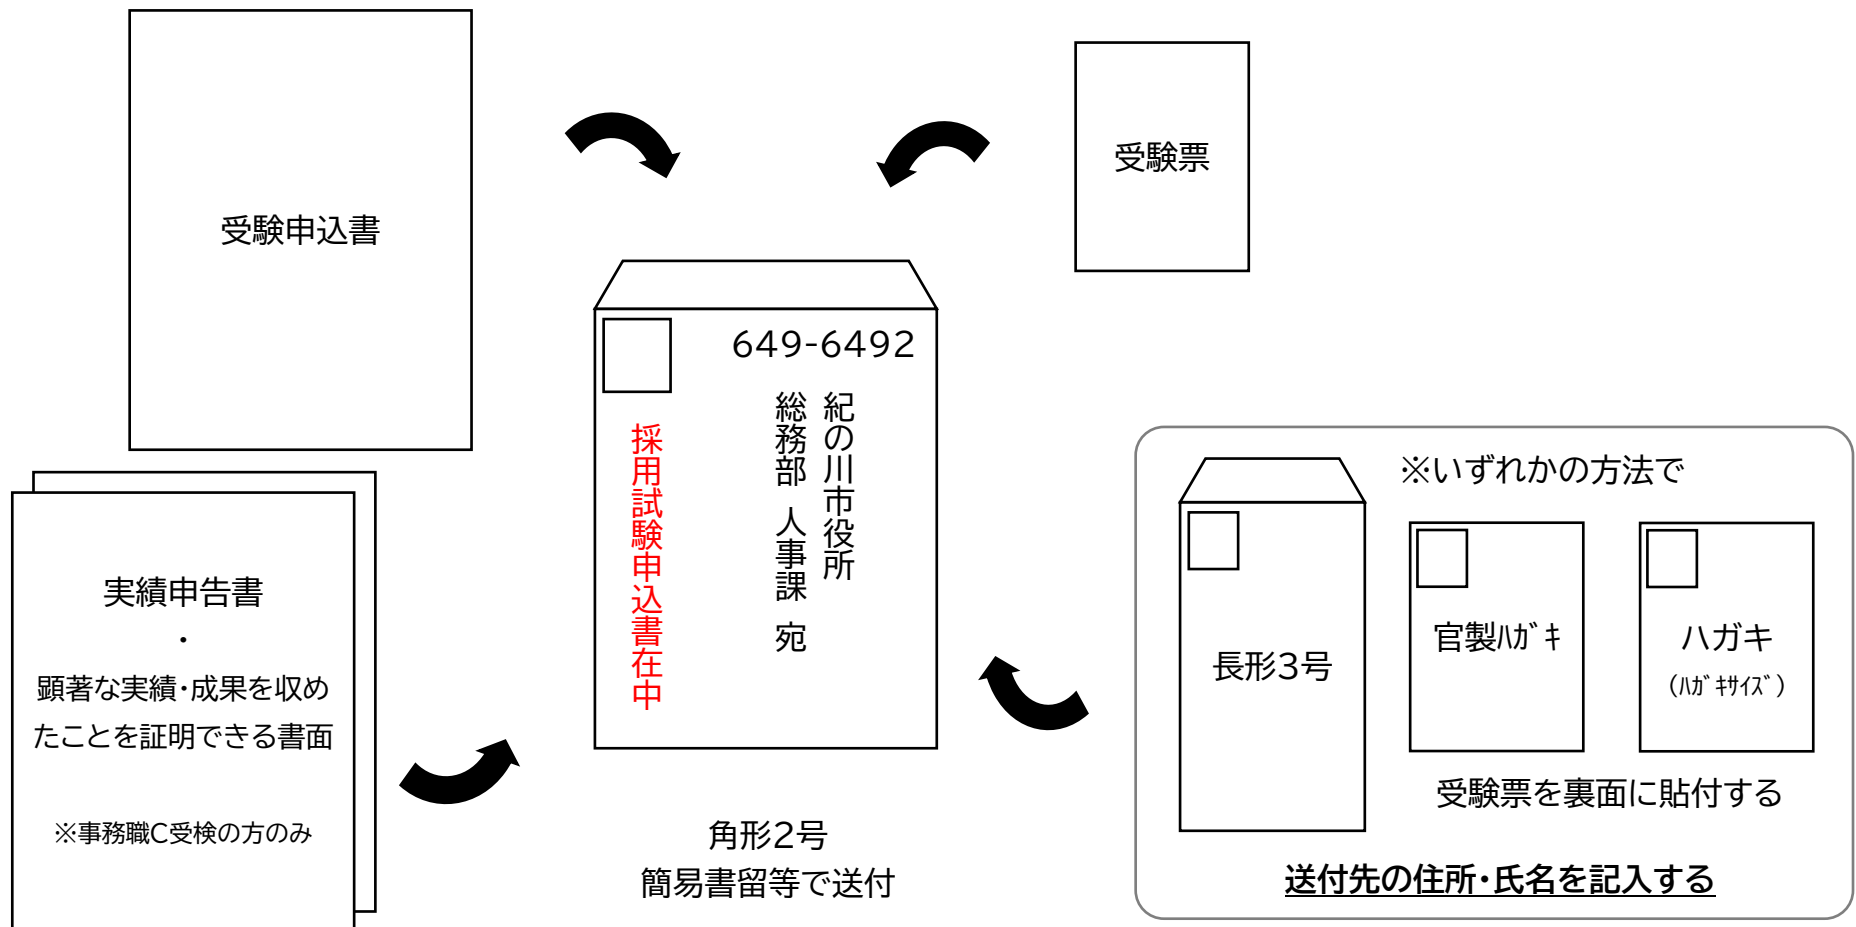 受験申込書
受験票
649-6492
紀の川市役所
総務部 人事課 宛
採用試験申込書在中
実績申告書
・
顕著な実績・成果を収め
たことを証明できる書面
※事務職C受検の方のみ
角形2号
簡易書留等で送付
※いずれかの方法で
長形3号
官製ﾊｶﾞｷ
ハガキ
（ﾊｶﾞｷｻｲｽﾞ）
受験票を裏面に貼付する
送付先の住所・氏名を記入する